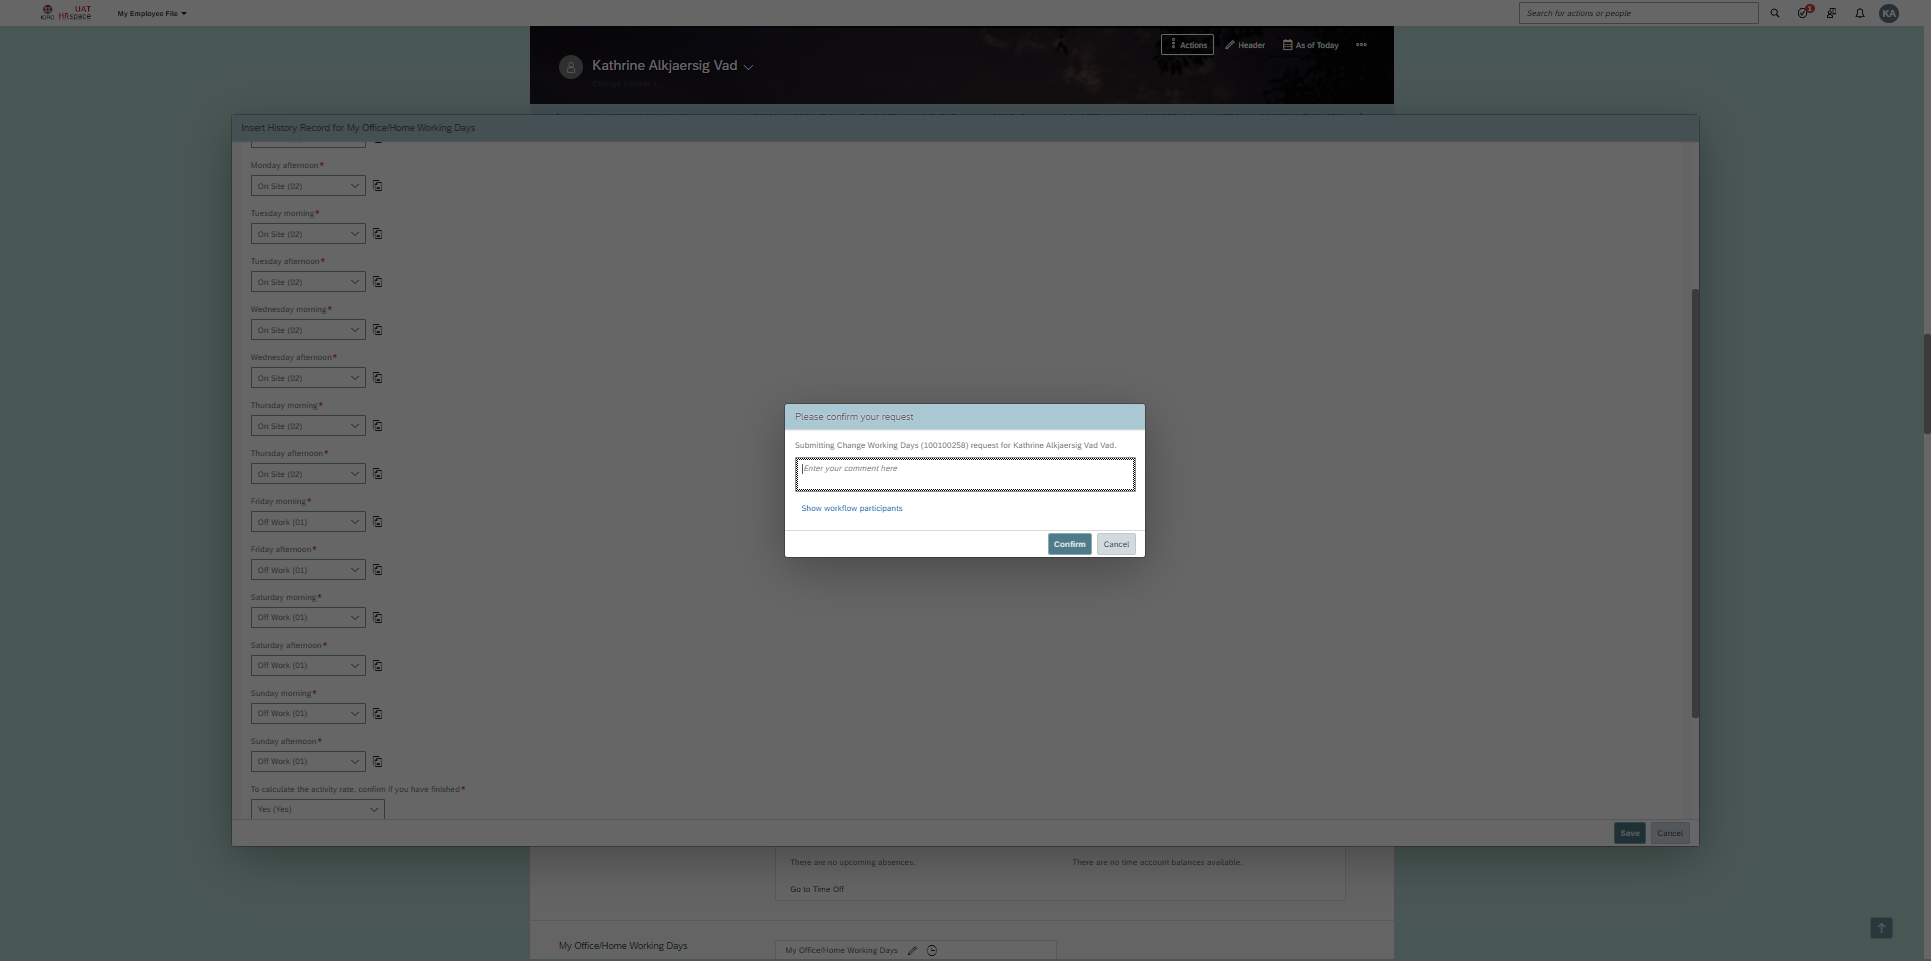 UAT
ICRC HRspace
My Employee File
Search for actions or people
1
KA
Actions
Header
As of Today
Kathrine Alkjaersig Vad
Insert History Record for My Office/Home Working Days
Monday afternoon*
On Site (02)
Tuesday morning*
On Site (02)
Tuesday afternoon*
On Site (02)
Wednesday morning*
On Site (02)
Wednesday afternoon*
On Site (02)
Thursday morning*
On Site (02)
Thursday afternoon*
On Site (02)
Friday morning*
Off Work (01)
Friday afternoon*
Off Work (01)
Saturday morning*
Off Work (01)
Saturday afternoon*
Off Work (01)
Sunday morning*
Off Work (01)
Sunday afternoon*
Off Work (01)
To calculate the activity rate, confirm if you have finished*
Yes (Yes)
Please confirm your request
Submitting Change Working Days (100100258) request for Kathrine Alkjaersig Vad Vad.
Enter your comment here
Show workflow participants
Confirm
Cancel
Save
Cancel
There are no upcoming absences.
There are no time account balances available.
Go to Time Off
My Office/Home Working Days
My Office/Home Working Days